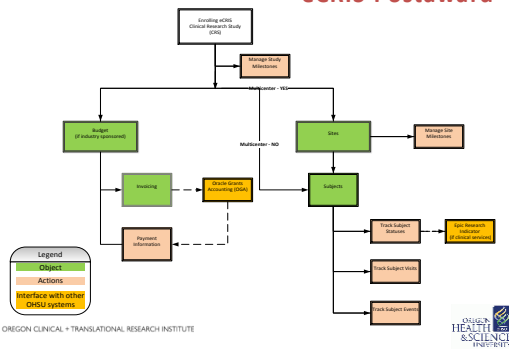 eCRIS Postaward
Enrolling eCRIS
Clinical Research Study
(CRS)
Manage Study
Milestones
Multicenter - YES
Budget
(if industry sponsored)
Sites
Manage Site
Milestones
Multicenter - NO
Invoicing
Oracle Grants
Accounting (OGA)
Subjects
Payment
Information
Track Subject
Statuses
Epic Research
Indicator
(if clinical services)
Track Subject Visits
Track Subject Events
Legend
Object
Actions
Interface with other
OHSU systems
OREGON CLINICAL + TRANSLATIONAL RESEARCH INSTITUTE
OREGON
HEALTH
&SCIENCE
UNIVERSITY